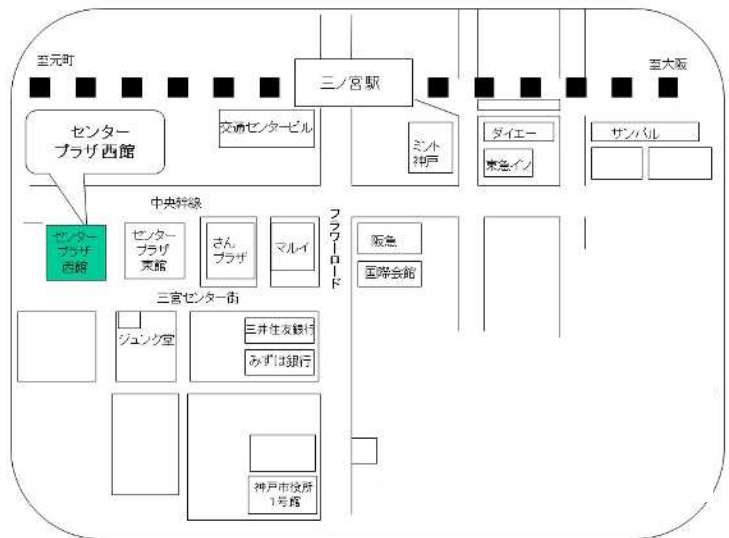 至元町
三ノ宮駅
至大阪
センター
プラザ西館
交通センタービル
ミント
神戸
ダイエー
東急イン
サンパル
中央幹線
センター
プラザ
西館
センター
プラザ
東館
さん
プラザ
マルイ
フラワーロード
阪急
国際会館
三宮センター街
ジュンク堂
三井住友銀行
みずほ銀行
神戸市役所
1号館